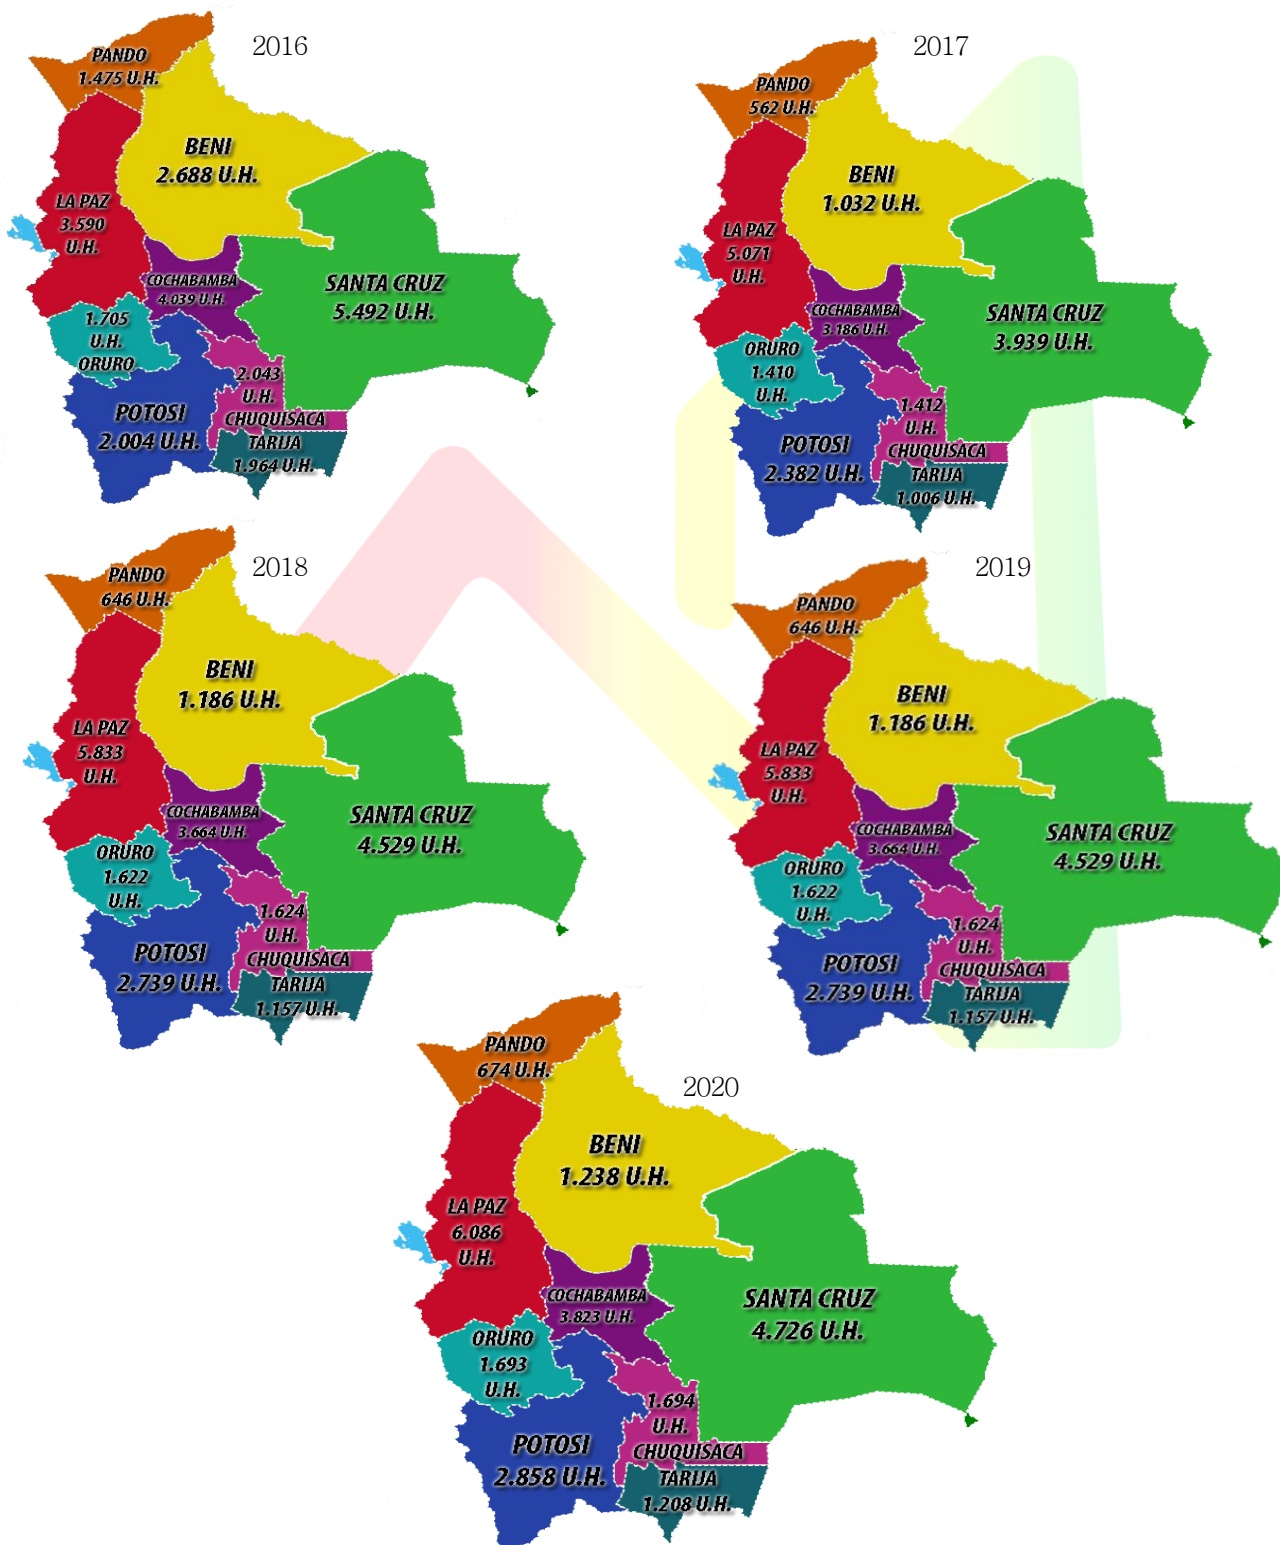 2016
PANDO
1.475 U.H.
BENI
2.688 U.H.
LA PAZ
3.590
U.H.
COCHABAMBA
4.039 U.H.
SANTA CRUZ
5.492 U.H.
1.705
U.H.
ORURO
2.043
U.H.
CHUQUISACA
POTOSI
2.004 U.H.
TARIJA
1.964 U.H.
2017
PANDO
562 U.H.
BENI
1.032 U.H.
LA PAZ
5.071
U.H.
COCHABAMBA
3.186 U.H.
SANTA CRUZ
3.939 U.H.
ORURO
1.410
U.H.
1.412
U.H.
CHUQUISACA
POTOSI
2.382 U.H.
TARIJA
1.006 U.H.
2018
PANDO
646 U.H.
BENI
1.186 U.H.
LA PAZ
5.833
U.H.
COCHABAMBA
3.664 U.H.
SANTA CRUZ
4.529 U.H.
ORURO
1.622
U.H.
1.624
U.H.
CHUQUISACA
POTOSI
2.739 U.H.
TARIJA
1.157 U.H.
2019
PANDO
646 U.H.
BENI
1.186 U.H.
LA PAZ
5.833
U.H.
COCHABAMBA
3.664 U.H.
SANTA CRUZ
4.529 U.H.
ORURO
1.622
U.H.
1.624
U.H.
CHUQUISACA
POTOSI
2.739 U.H.
TARIJA
1.157 U.H.
2020
PANDO
674 U.H.
BENI
1.238 U.H.
LA PAZ
6.086
U.H.
COCHABAMBA
3.823 U.H.
SANTA CRUZ
4.726 U.H.
ORURO
1.693
U.H.
1.694
U.H.
CHUQUISACA
POTOSI
2.858 U.H.
TARIJA
1.208 U.H.